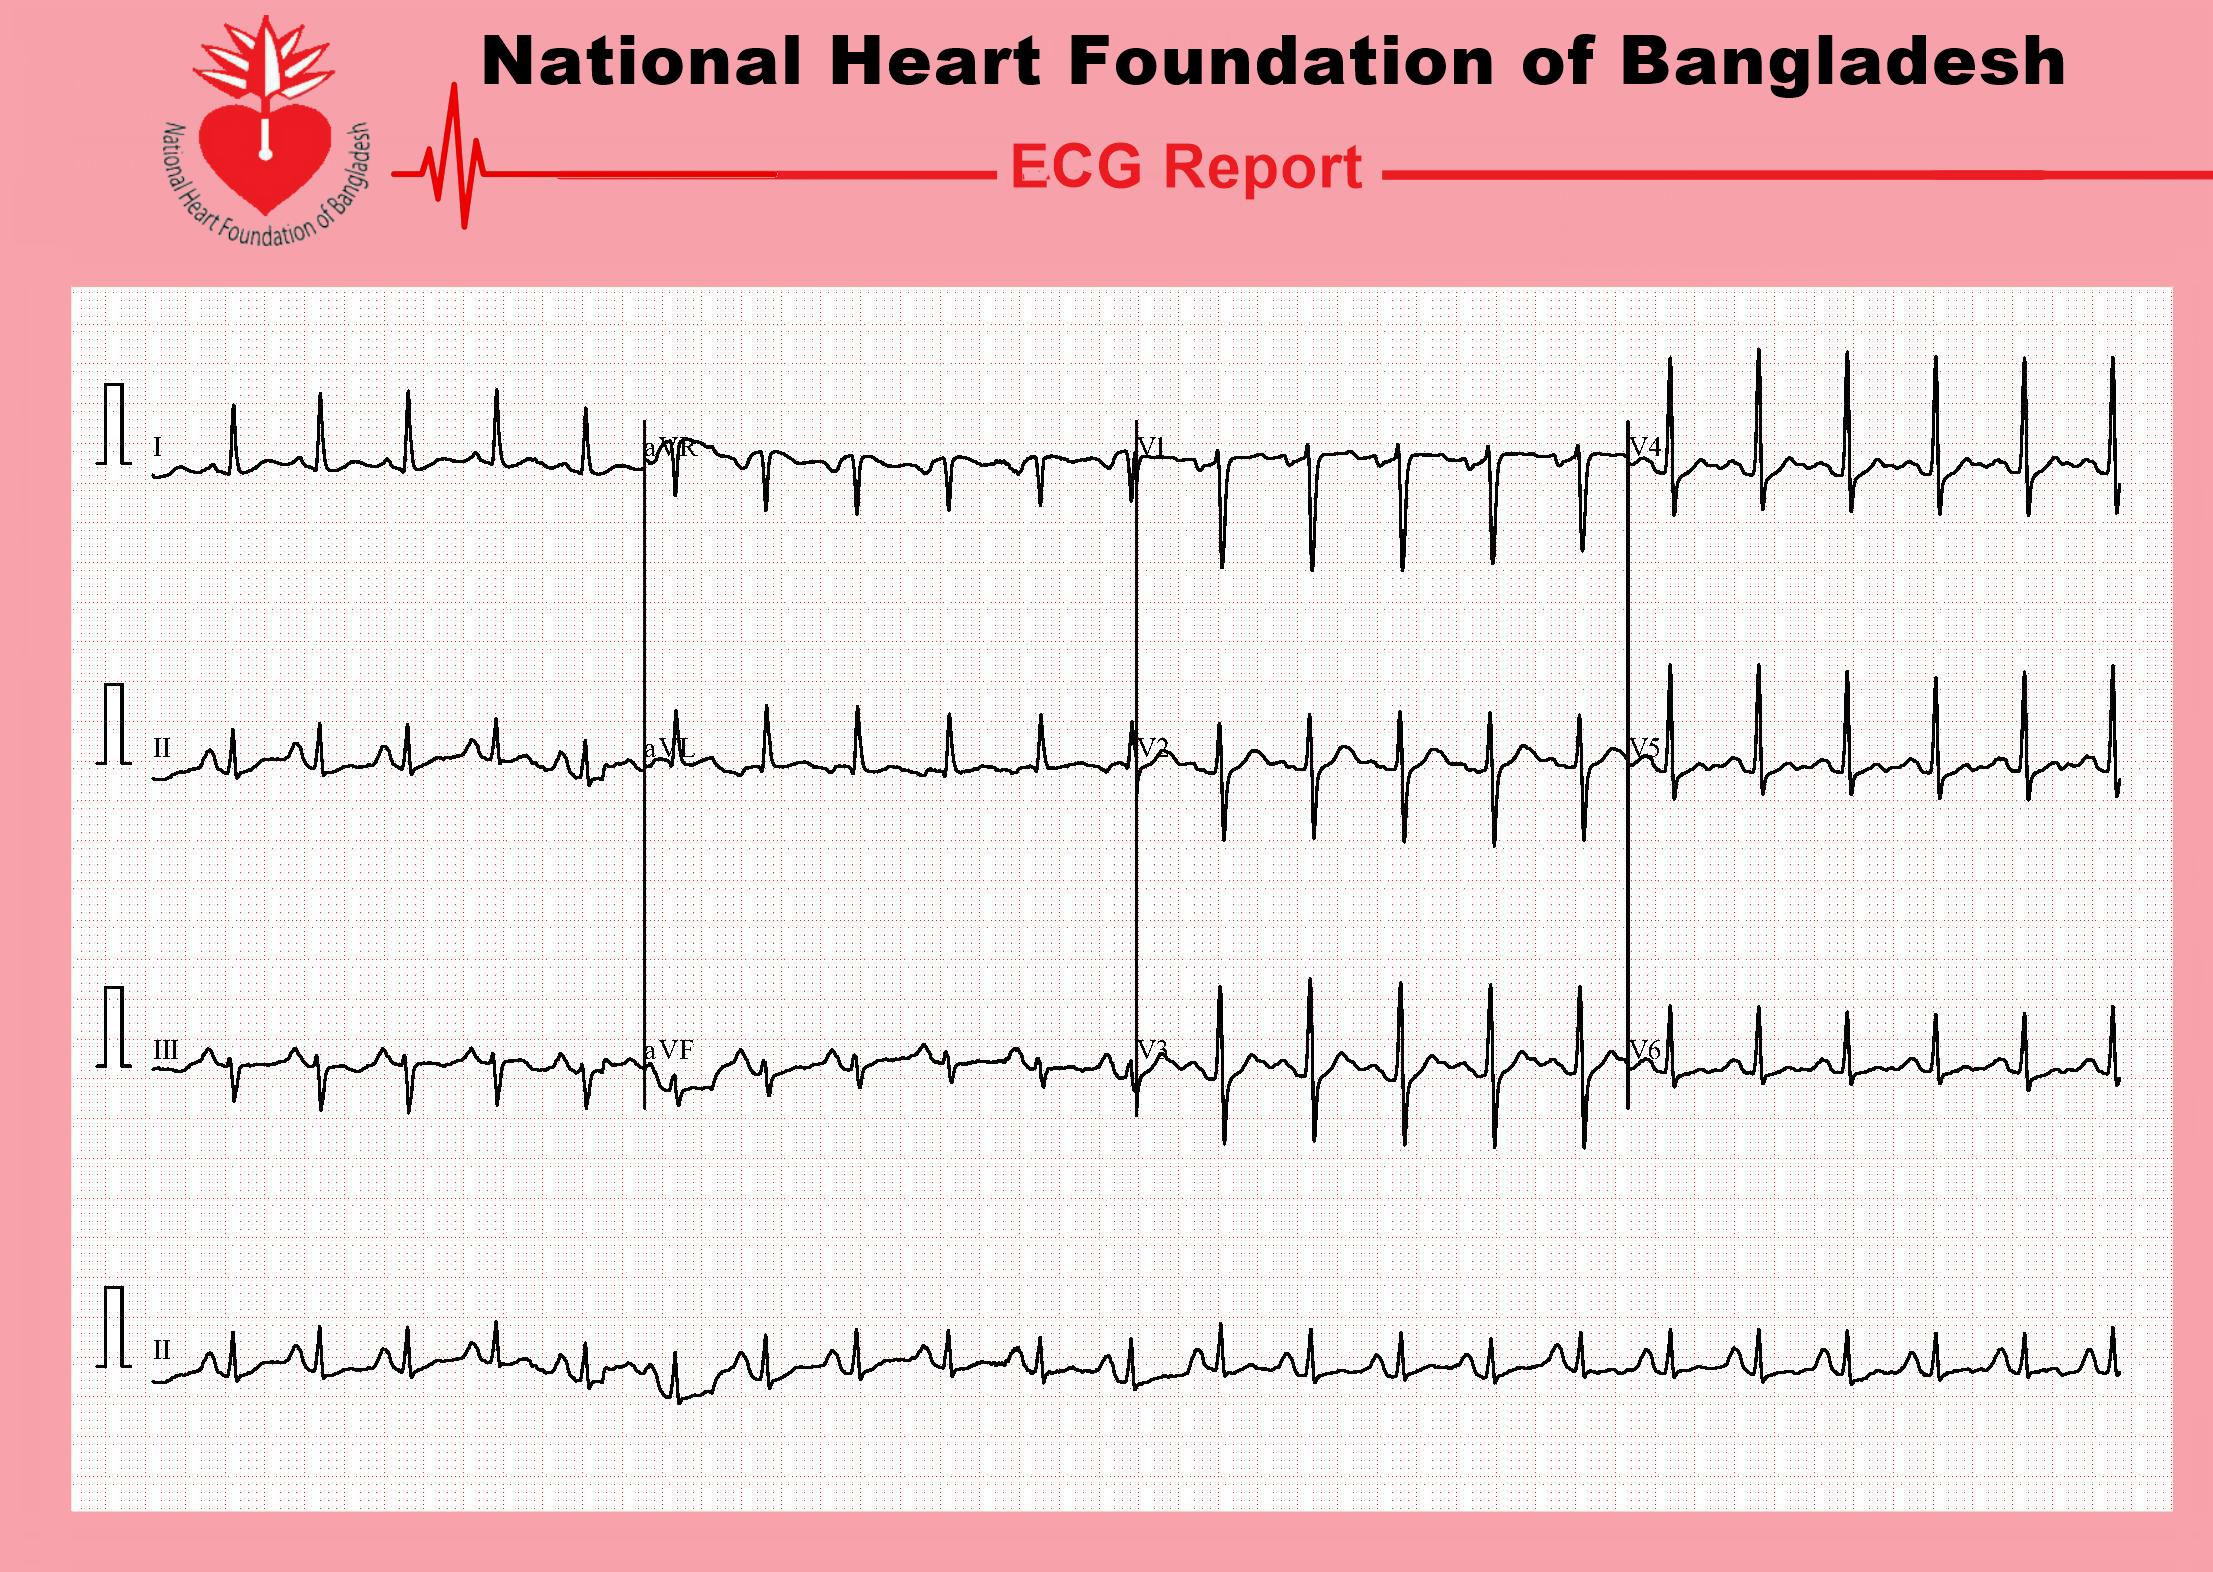 National Heart Foundation of Bangladesh
National Heart Foundation of Bangladesh
ECG Report
I aVR V1 V4
II aVL V2 V5
III aVF V3 V6
II